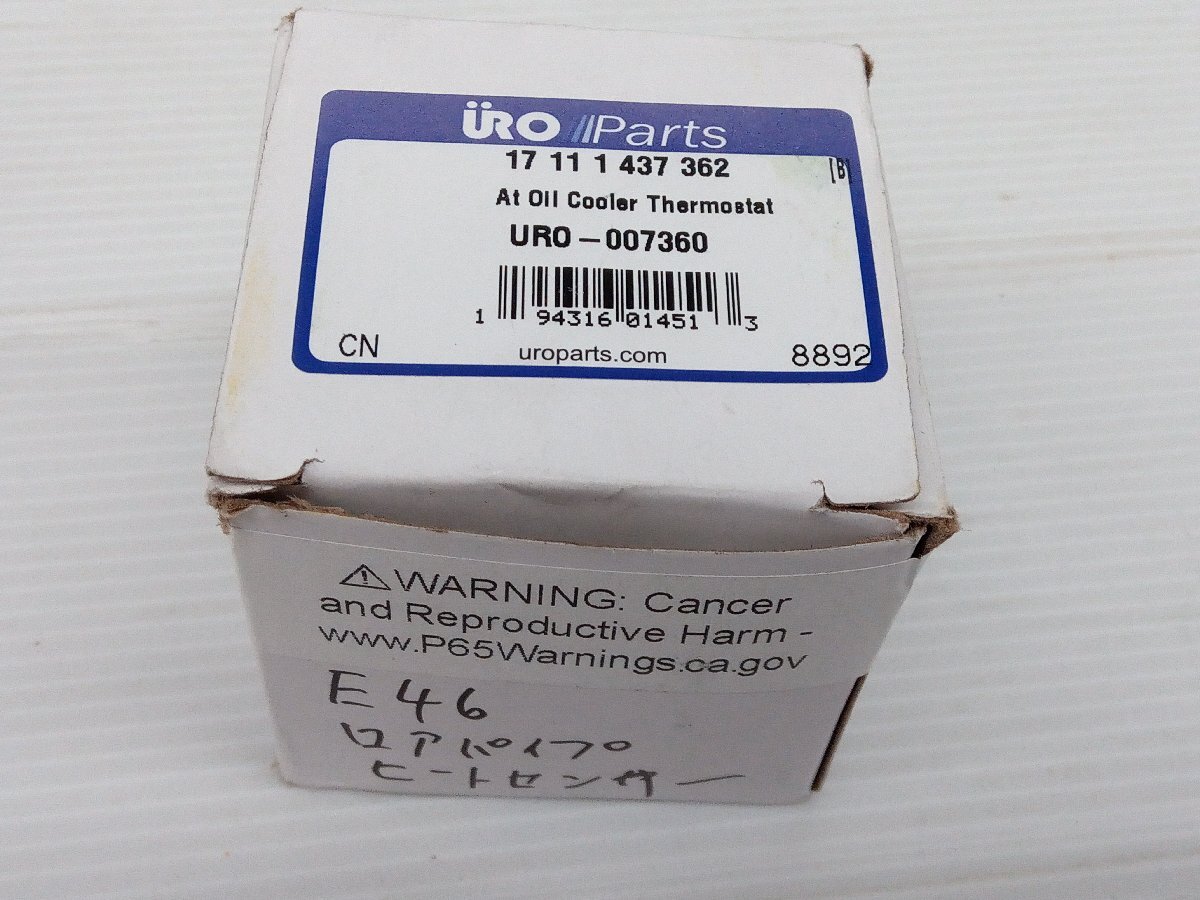 ÜRO Parts
17 11 1 437 362 [B]
At Oil Cooler Thermostat
URO-007360
1 94316 01451 3
CN uroparts.com 8892
⚠WARNING: Cancer
and Reproductive Harm -
www.P65Warnings.ca.gov
E46
ロアパイプ
ヒートセンサー